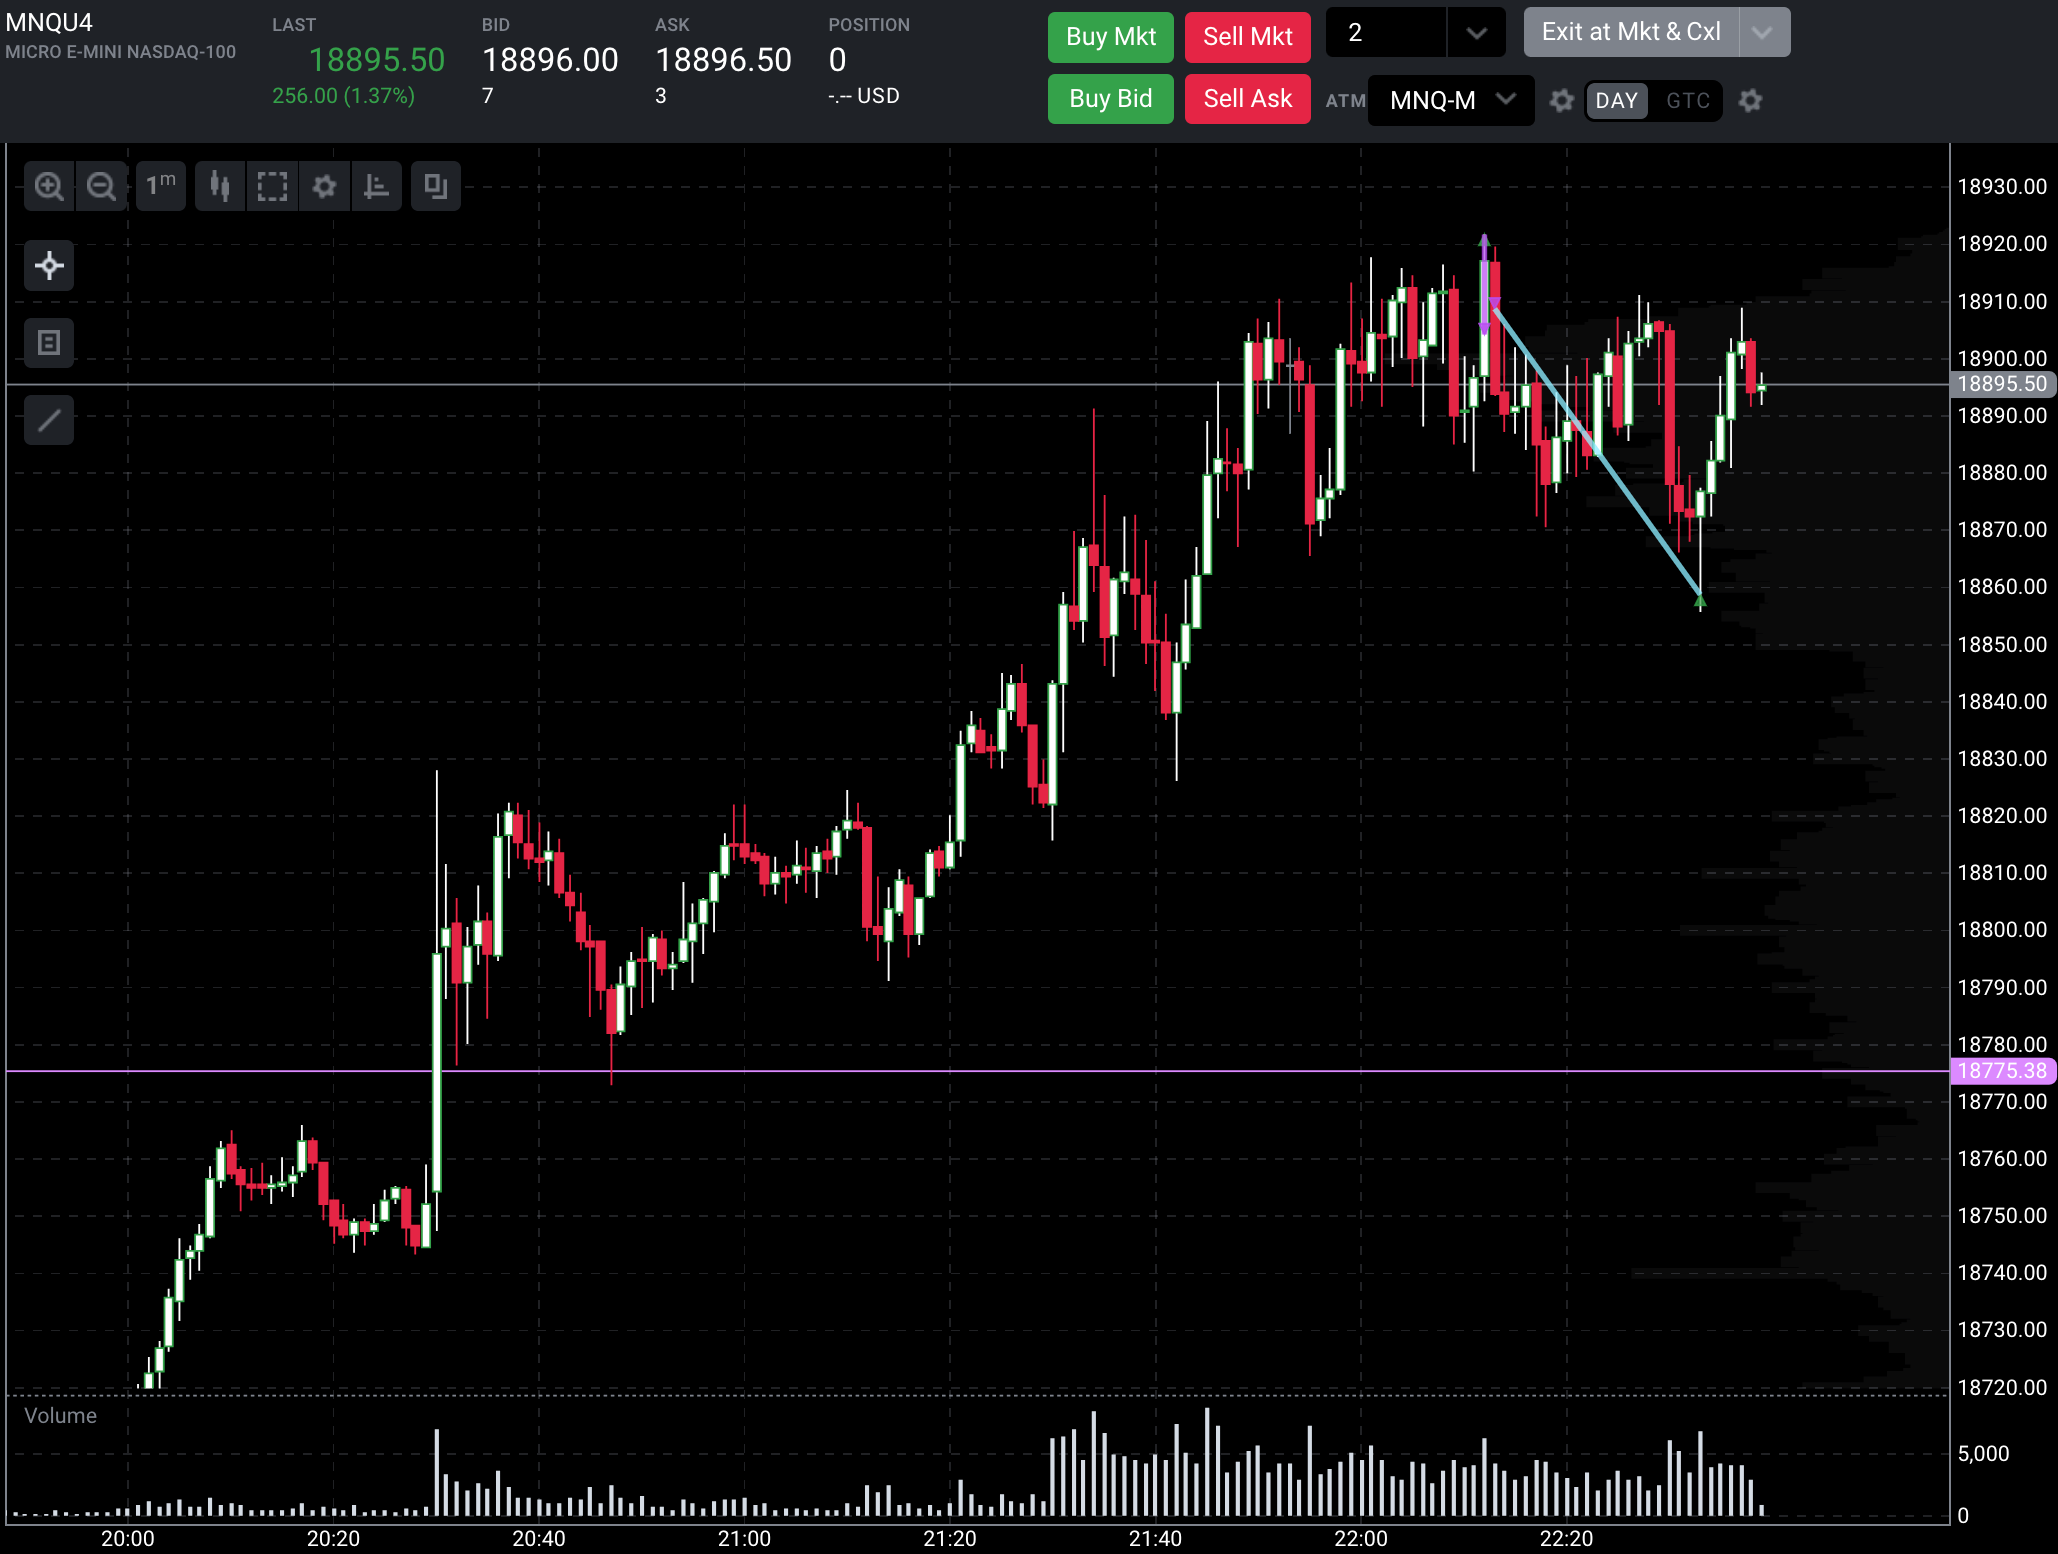 MNQU4
MICRO E-MINI NASDAQ-100
LAST
18895.50
256.00 (1.37%)
BID
18896.00
7
ASK
18896.50
3
POSITION
0
-.-- USD
Buy Mkt
Sell Mkt
2
Exit at Mkt & Cxl
Buy Bid
Sell Ask
ATM
MNQ-M
DAY
GTC
1m
18930.00
18920.00
18910.00
18900.00
18895.50
18890.00
18880.00
18870.00
18860.00
18850.00
18840.00
18830.00
18820.00
18810.00
18800.00
18790.00
18780.00
18775.38
18770.00
18760.00
18750.00
18740.00
18730.00
18720.00
Volume
5,000
0
20:00
20:20
20:40
21:00
21:20
21:40
22:00
22:20